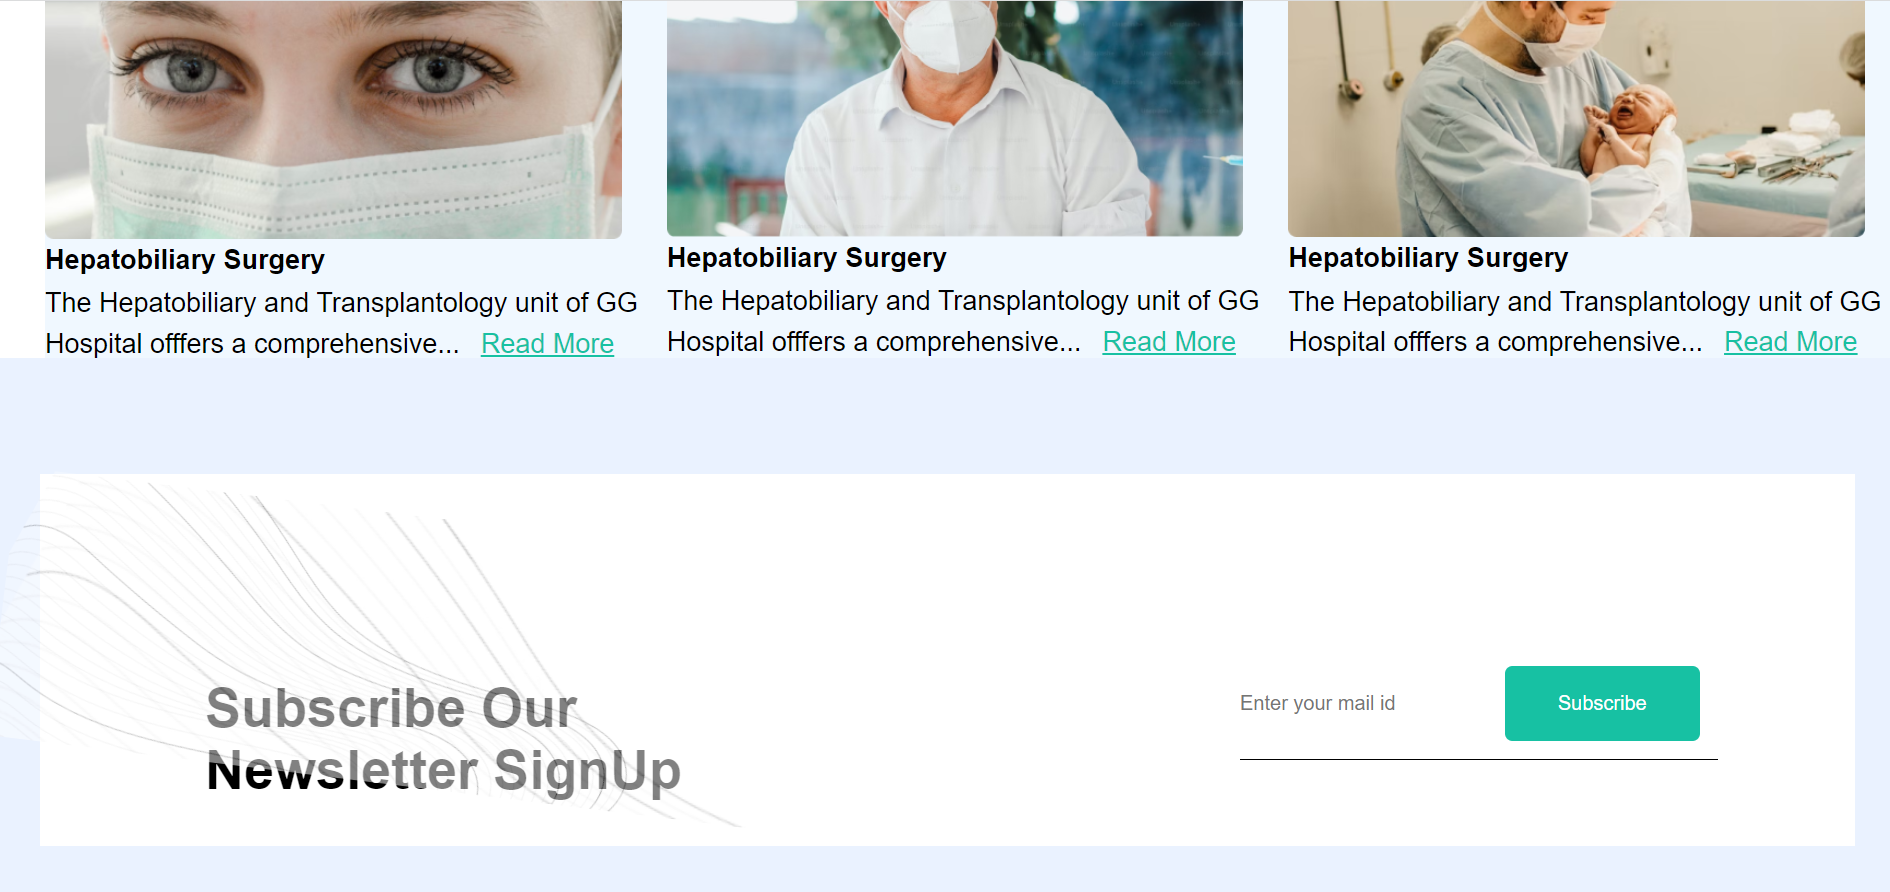 Hepatobiliary Surgery
The Hepatobiliary and Transplantology unit of GG
Hospital offfers a comprehensive... Read More
Hepatobiliary Surgery
The Hepatobiliary and Transplantology unit of GG
Hospital offfers a comprehensive... Read More
Hepatobiliary Surgery
The Hepatobiliary and Transplantology unit of GG
Hospital offfers a comprehensive... Read More
Subscribe Our
Newsletter SignUp
Enter your mail id
Subscribe